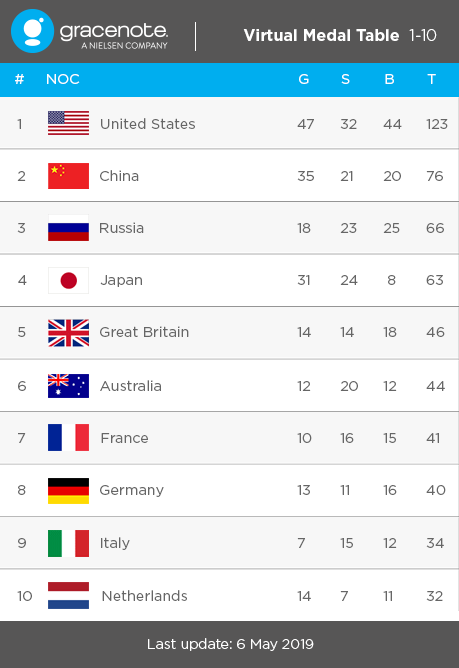 gracenote.
A NIELSEN COMPANY
Virtual Medal Table 1-10
# NOC G S B T
1 United States 47 32 44 123
2 China 35 21 20 76
3 Russia 18 23 25 66
4 Japan 31 24 8 63
5 Great Britain 14 14 18 46
6 Australia 12 20 12 44
7 France 10 16 15 41
8 Germany 13 11 16 40
9 Italy 7 15 12 34
10 Netherlands 14 7 11 32
Last update: 6 May 2019